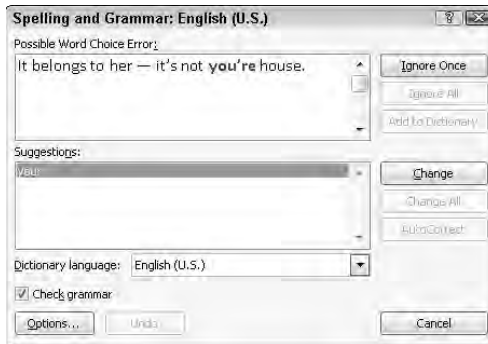 Spelling and Grammar: English (U.S.)
Possible Word Choice Error:
It belongs to her — it's not you're house.
Ignore Once
Ignore All
Add to Dictionary
Suggestions:
your
Change
Change All
AutoCorrect
Dictionary language: English (U.S.)
Check grammar
Options... Undo Cancel